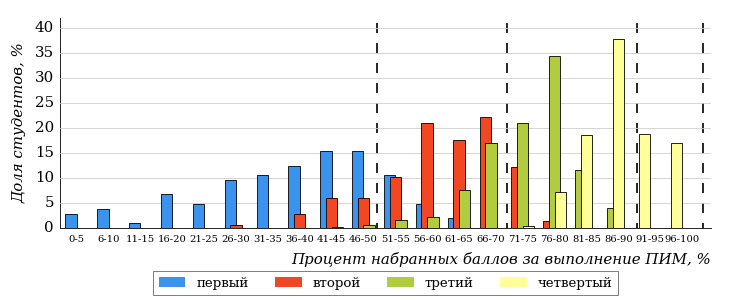 Доля студентов, %
40
35
30
25
20
15
10
5
0
0-5 6-10 11-15 16-20 21-25 26-30 31-35 36-40 41-45 46-50 51-55 56-60 61-65 66-70 71-75 76-80 81-85 86-90 91-95 96-100
Процент набранных баллов за выполнение ПИМ, %
первый второй третий четвертый